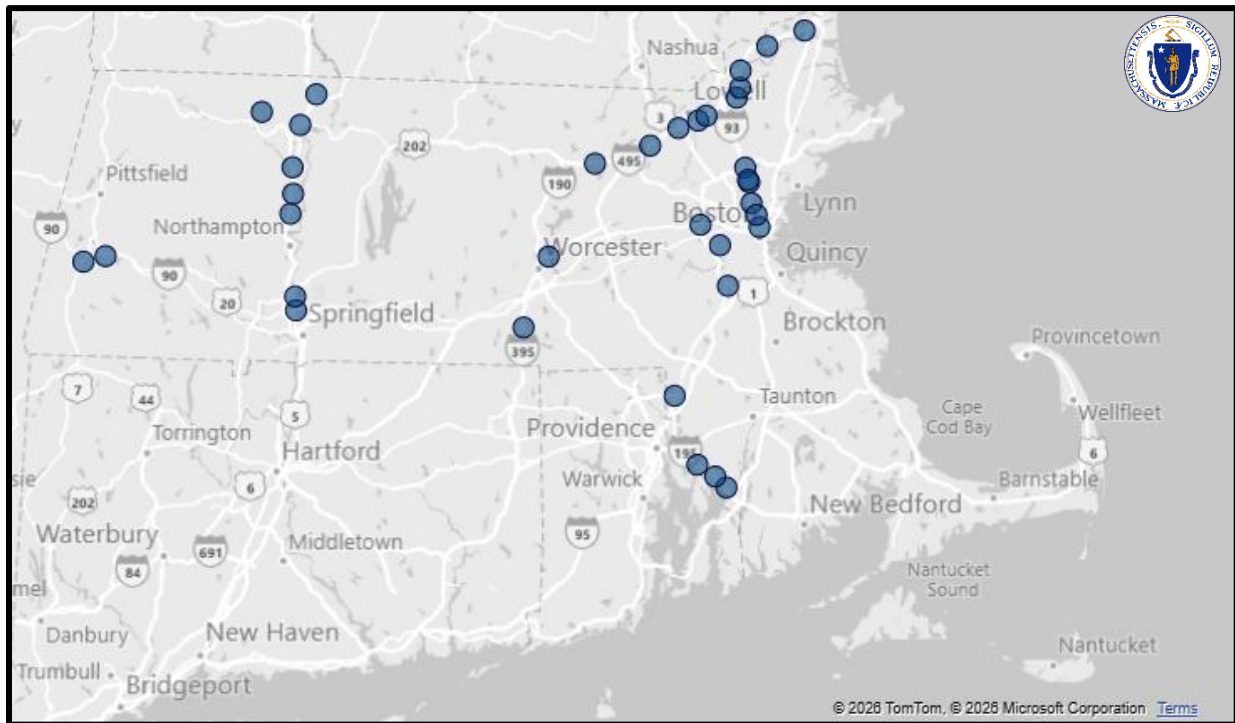 Nashua
Lowell
3
93
202
495
190
Pittsfield
Lynn
Boston
Northampton
90
Worcester
Quincy
90
20
1
Springfield
Brockton
395
Provincetown
7
44
5
Taunton
Cape
Cod Bay
Wellfleet
Torrington
Providence
Hartford
195
6
6
Warwick
Barnstable
202
New Bedford
Waterbury
95
691
Middletown
84
Nantucket
Sound
mel
Danbury
New Haven
Nantucket
Trumbull
Bridgeport
© 2026 TomTom, © 2026 Microsoft Corporation Terms